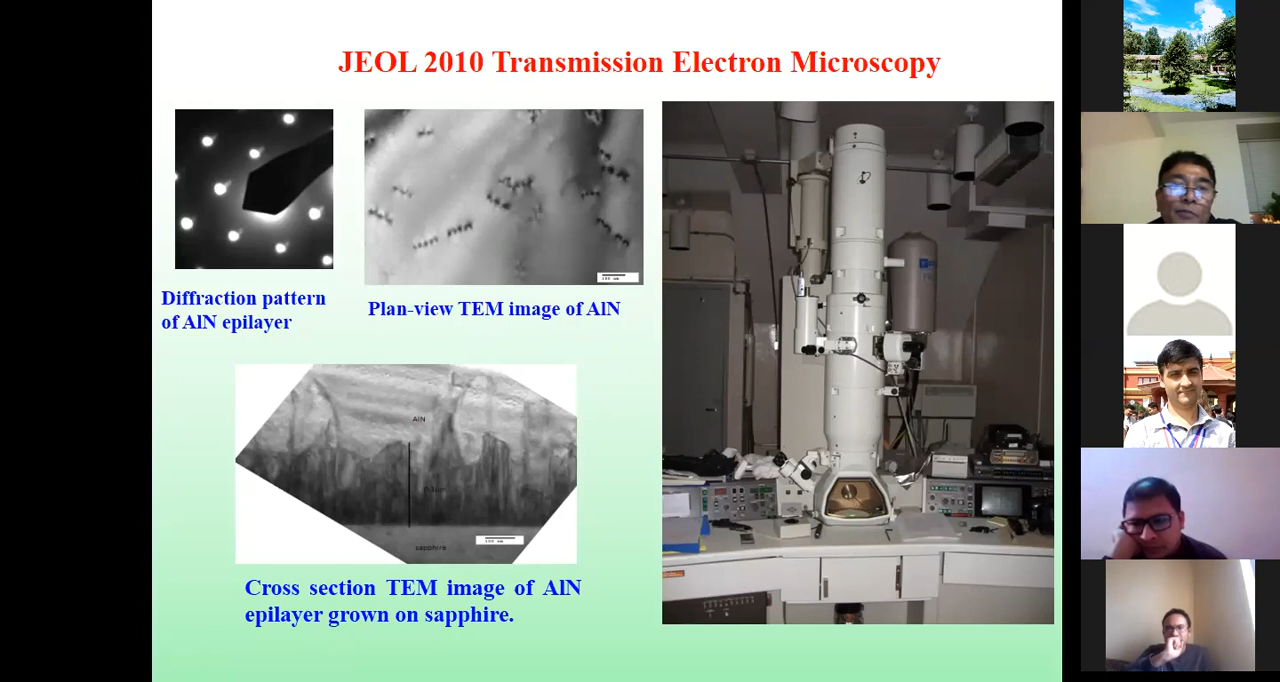 JEOL 2010 Transmission Electron Microscopy
Diffraction pattern
of AlN epilayer
Plan-view TEM image of AlN
AlN
sapphire
Cross section TEM image of AlN
epilayer grown on sapphire.